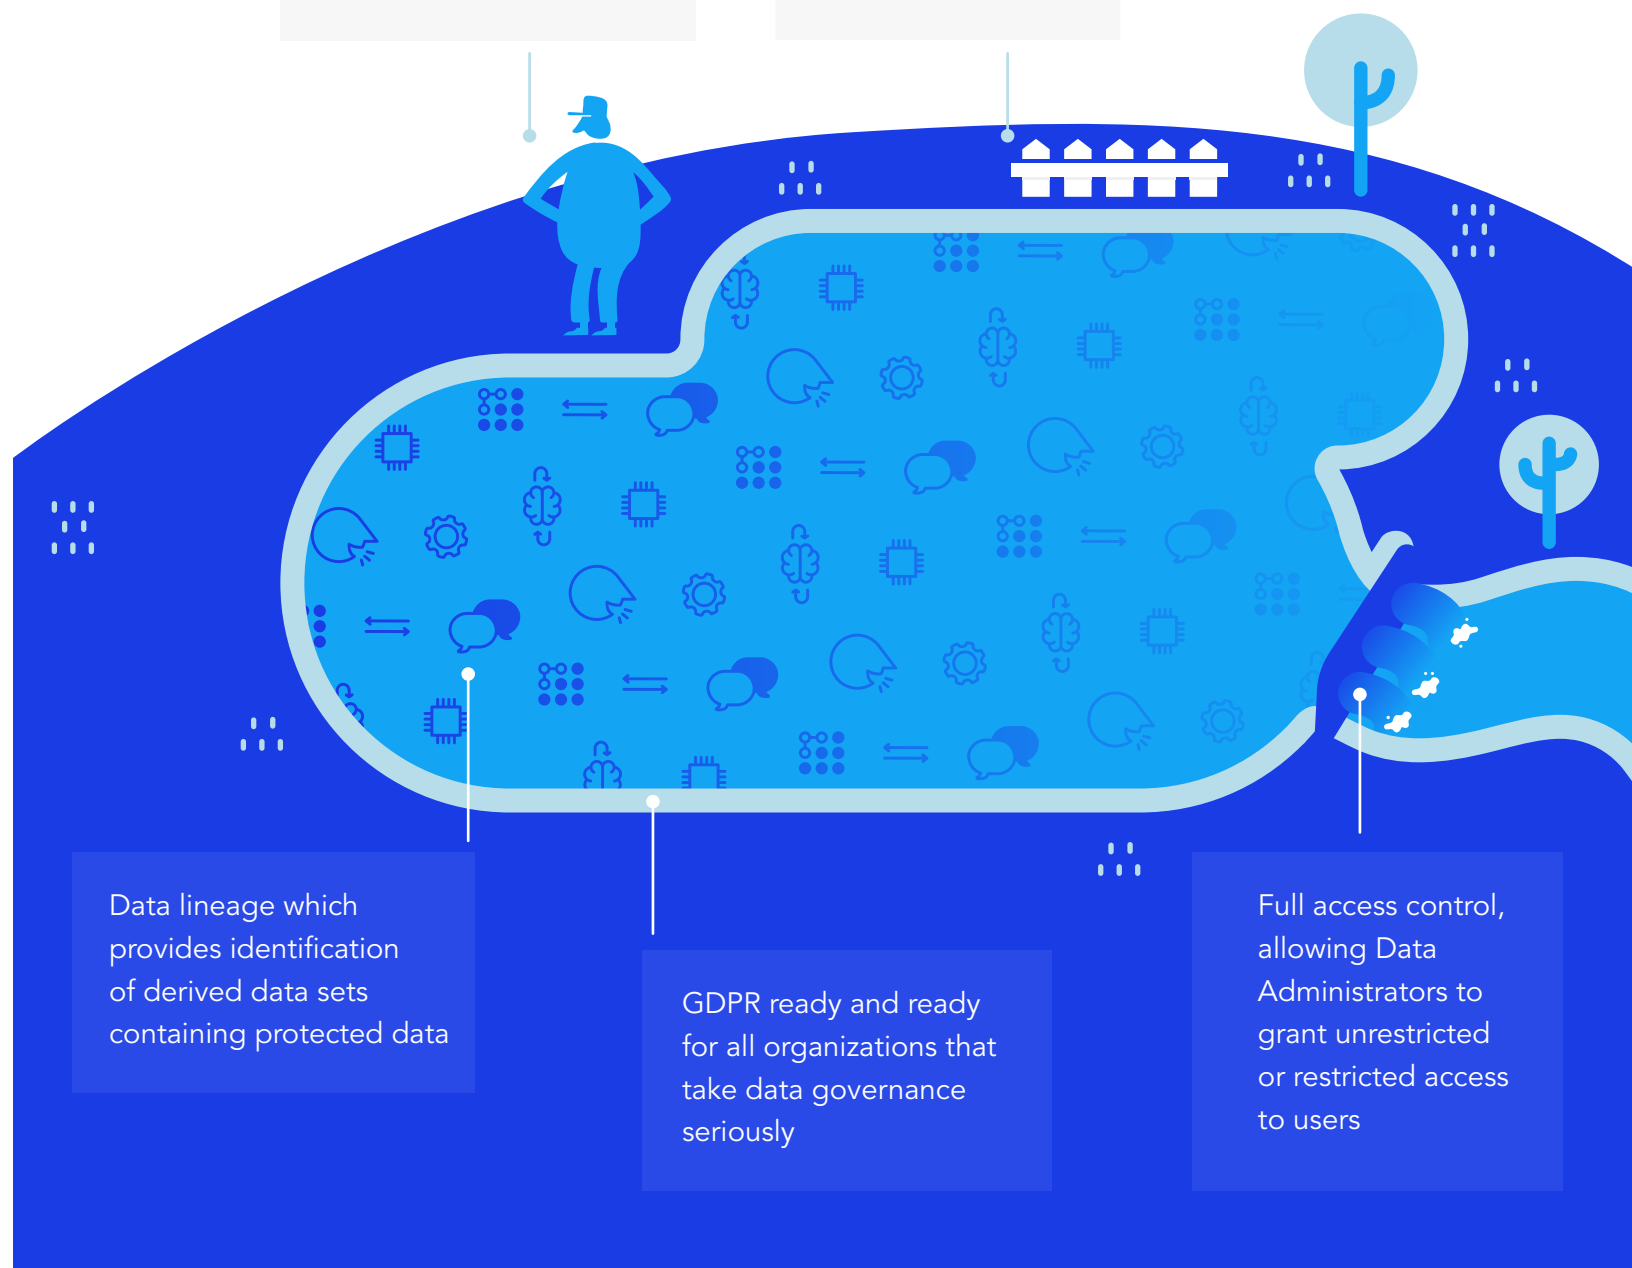 Data lineage which
provides identification
of derived data sets
containing protected data
GDPR ready and ready
for all organizations that
take data governance
seriously
Full access control,
allowing Data
Administrators to
grant unrestricted
or restricted access
to users